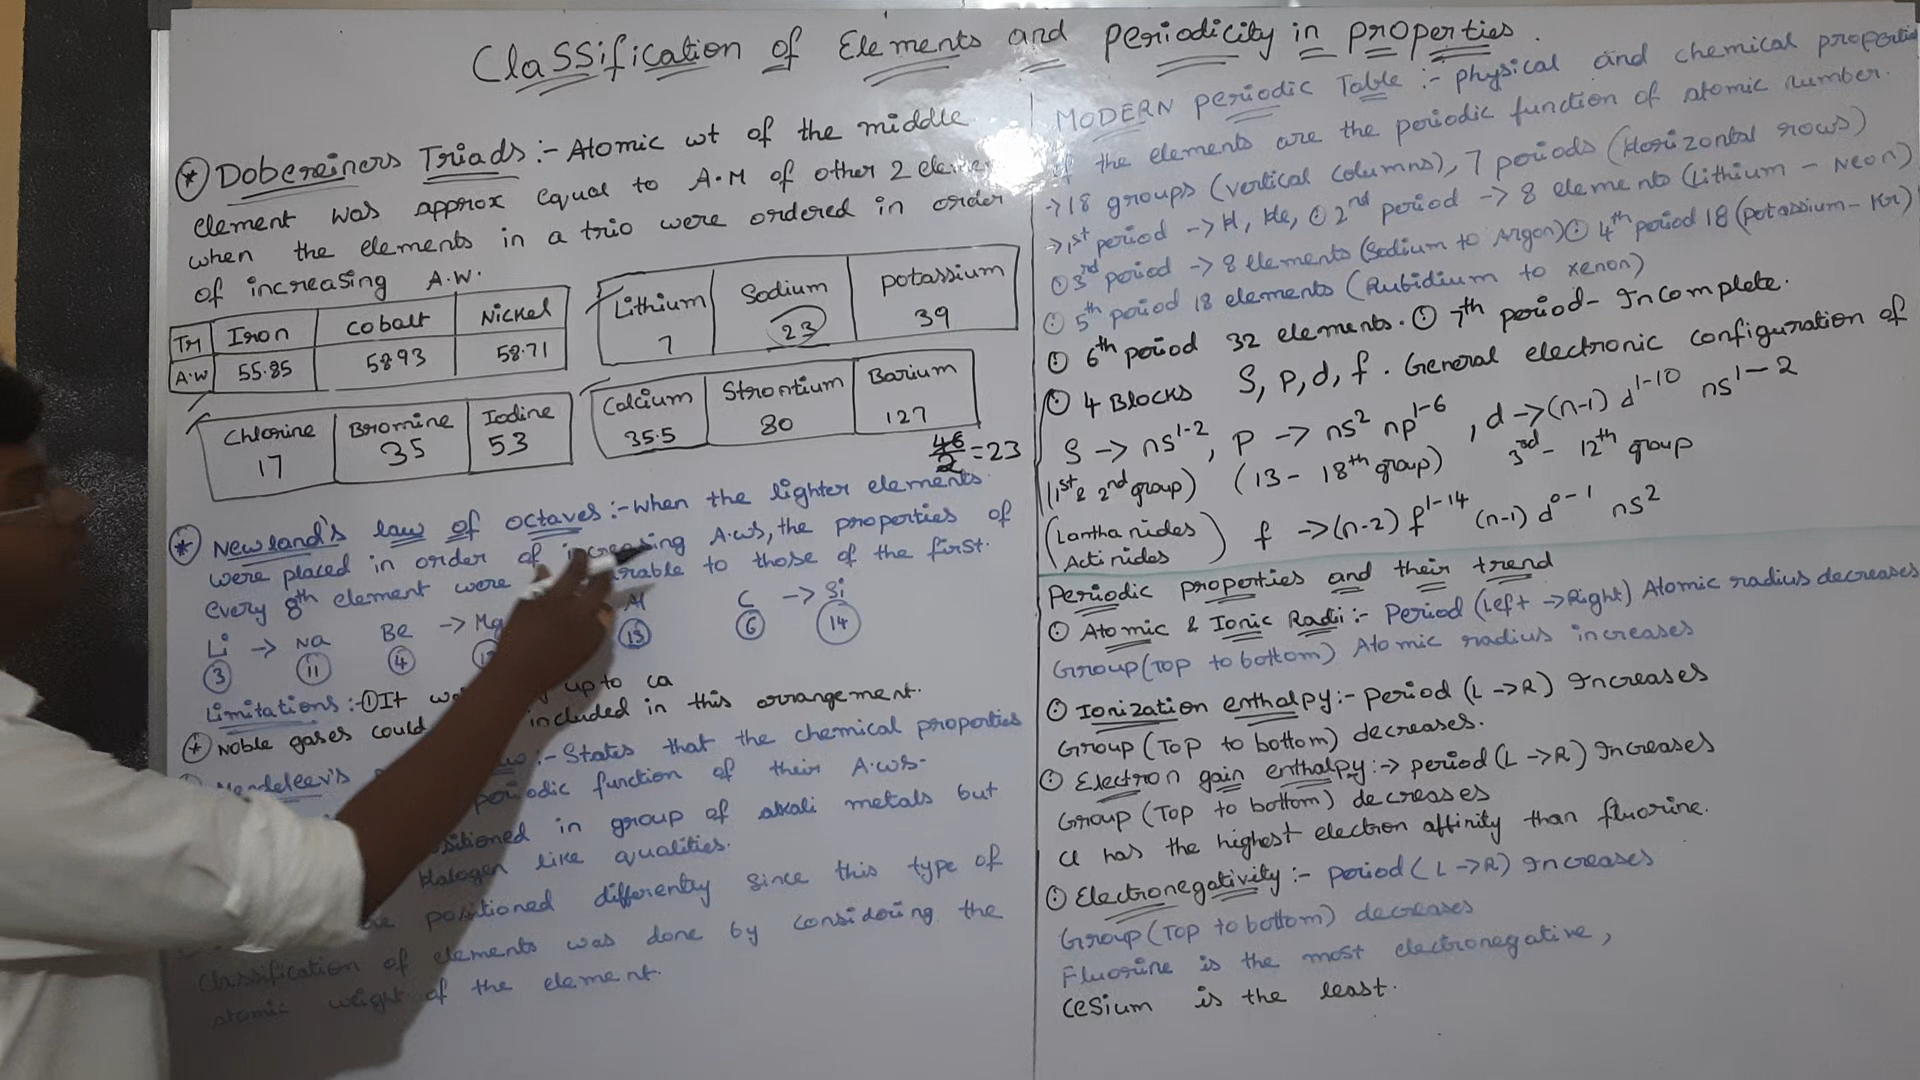 Classification of Elements and periodicity in properties.
* Dobereiners Triads :- Atomic wt of the middle
element was approx equal to A.M of other 2
when the elements in a trio were ordered in order
of increasing A.W.
Tri Iron Cobalt Nickel
A.W 55.85 58.93 58.71
Lithium Sodium potassium
7 23 39
Chlorine Bromine Iodine
17 35 53
Calcium Strontium Barium
35.5 80 127
46/2 = 23
* Newland's law of octaves :- When the lighter elements
were placed in order of increasing A.ws, the properties of
every 8th element were to those of the first.
Li -> Na Be -> Mg Al C -> Si
3 11 4 13 6 14
Limitations :- ① It up to Ca
* Noble gases could included in this arrangement.
Mendeleev's :- States that the chemical properties
periodic function of their A.ws.
in group of alkali metals but
Halogen like qualities.
positioned differently since this type of
classification of elements was done by considering the
atomic weight of the element.
MODERN periodic Table :- physical and chemical
of the elements are the periodic function of atomic number.
-> 18 groups (vertical columns), 7 periods (Horizontal rows)
-> 1st period -> H, He, ⊙ 2nd period -> 8 elements (Lithium - Neon)
⊙ 3rd period -> 8 elements (Sodium to Argon) ⊙ 4th period 18 (potassium - Kr)
⊙ 5th period 18 elements (Rubidium to xenon)
⊙ 6th period 32 elements. ⊙ 7th period - Incomplete.
⊙ 4 Blocks S, p, d, f. General electronic configuration of
S -> ns1-2, p -> ns2 np1-6, d -> (n-1) d1-10 ns1-2
(1st & 2nd group) (13 - 18th group) 3rd - 12th group
(Lantha nides
Acti nides) f -> (n-2) f1-14 (n-1) d0-1 ns2
Periodic properties and their trend
⊙ Atomic & Ionic Radii :- Period (Left -> Right) Atomic radius decreases
Group (Top to bottom) Atomic radius increases
⊙ Ionization enthalpy :- period (L -> R) Increases
Group (Top to bottom) decreases.
⊙ Electron gain enthalpy :-> period (L -> R) Increases
Group (Top to bottom) decreases
Cl has the highest electron affinity than fluorine.
⊙ Electronegativity :- period (L -> R) Increases
Group (Top to bottom) decreases
Fluorine is the most electronegative,
Cesium is the least.